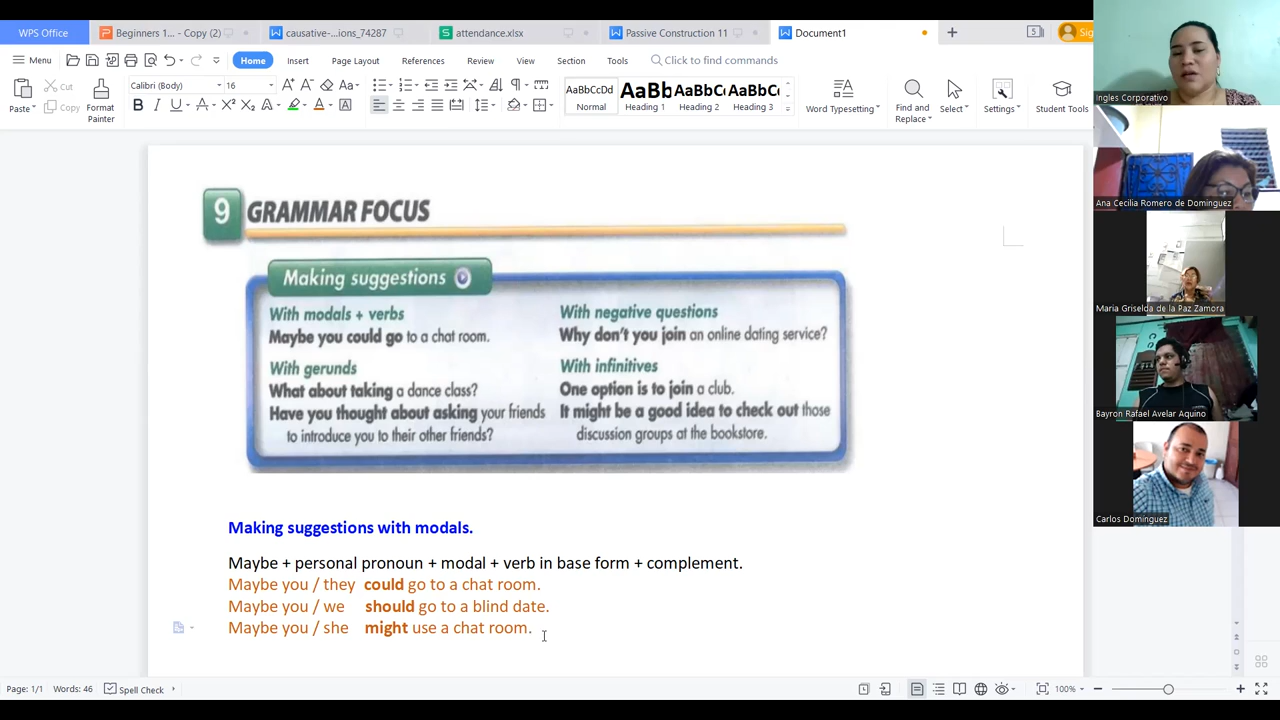 WPS Office
Beginners 1... - Copy (2)
attendance.xlsx
Passive Construction 11
Document1
Menu
Home
Insert
Page Layout
References
Review
View
Section
Tools
Click to find commands
Paste
Cut
Copy
Format Painter
Calibri (Body)
16
AaBbCcDd
Normal
AaBb
Heading 1
AaBbC
Heading 2
AaBbC
Heading 3
Word Typesetting
Find and Replace
Select
Settings
Student Tools
9 GRAMMAR FOCUS
Making suggestions
With modals + verbs
Maybe you could go to a chat room.
With gerunds
What about taking a dance class?
Have you thought about asking your friends
to introduce you to their other friends?
With negative questions
Why don't you join an online dating service?
With infinitives
One option is to join a club.
It might be a good idea to check out those
discussion groups at the bookstore.
Making suggestions with modals.
Maybe + personal pronoun + modal + verb in base form + complement.
Maybe you / they could go to a chat room.
Maybe you / we should go to a blind date.
Maybe you / she might use a chat room.
Page: 1/1 Words: 46 Spell Check
100%
Ingles Corporativo
Ana Cecilia Romero de Dominguez
Maria Griselda de la Paz Zamora
Bayron Rafael Avelar Aquino
Carlos Dominguez